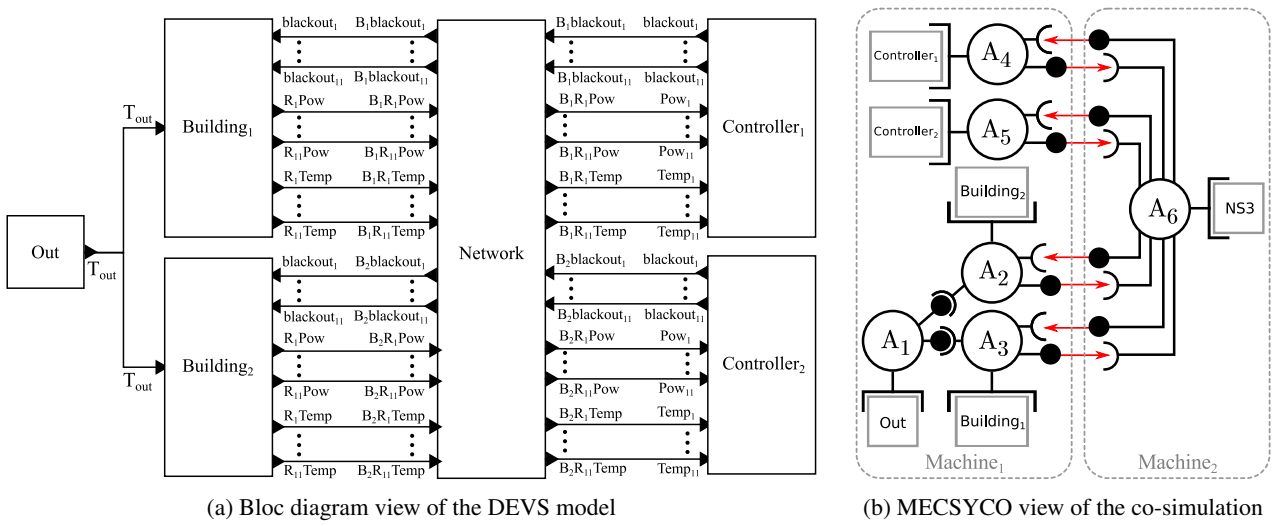 blackout₁ B₁blackout₁
blackout₁₁ B₁blackout₁₁
R₁Pow B₁R₁Pow
R₁₁Pow B₁R₁₁Pow
R₁Temp B₁R₁Temp
R₁₁Temp B₁R₁₁Temp
B₁blackout₁ blackout₁
B₁blackout₁₁ blackout₁₁
B₁R₁Pow Pow₁
B₁R₁₁Pow Pow₁₁
B₁R₁Temp Temp₁
B₁R₁₁Temp Temp₁₁
T_out
Building₁
Controller₁
Out
T_out
Network
blackout₁ B₂blackout₁
blackout₁₁ B₂blackout₁₁
R₁Pow B₂R₁Pow
R₁₁Pow B₂R₁₁Pow
R₁Temp B₂R₁Temp
R₁₁Temp B₂R₁₁Temp
B₂blackout₁ blackout₁
B₂blackout₁₁ blackout₁₁
B₂R₁Pow Pow₁
B₂R₁₁Pow Pow₁₁
B₂R₁Temp Temp₁
B₂R₁₁Temp Temp₁₁
T_out
Building₂
Controller₂
(a) Bloc diagram view of the DEVS model
Controller₁
A₄
Controller₂
A₅
Building₂
A₂
A₁
A₃
Out
Building₁
Machine₁
A₆
NS3
Machine₂
(b) MECSYCO view of the co-simulation